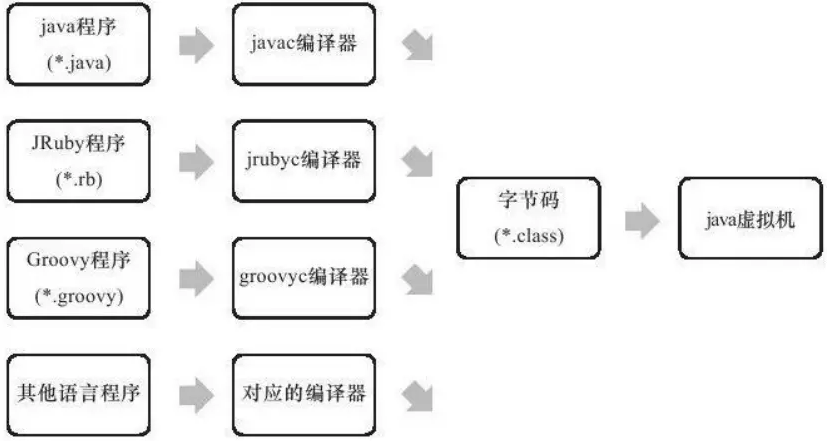 java程序
(*.java)
javac编译器
JRuby程序
(*.rb)
jrubyc编译器
字节码
(*.class)
java虚拟机
Groovy程序
(*.groovy)
groovyc编译器
其他语言程序
对应的编译器